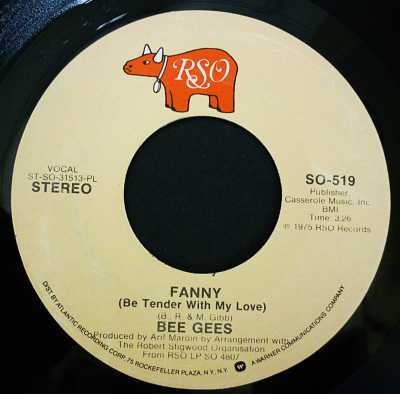 RSO
VOCAL
ST-SO-31513-PL
STEREO
SO-519
Publisher,
Casserole Music, Inc.
BMI
Time: 3:26
℗ 1975 RSO Records
FANNY
(Be Tender With My Love)
(B., R. & M. Gibb)
BEE GEES
Produced by Arif Mardin by Arrangement with
The Robert Stigwood Organisation
From RSO LP SO 4807
DIST. BY ATLANTIC RECORDING CORP. 75 ROCKEFELLER PLAZA, N.Y., N.Y. A WARNER COMMUNICATIONS COMPANY